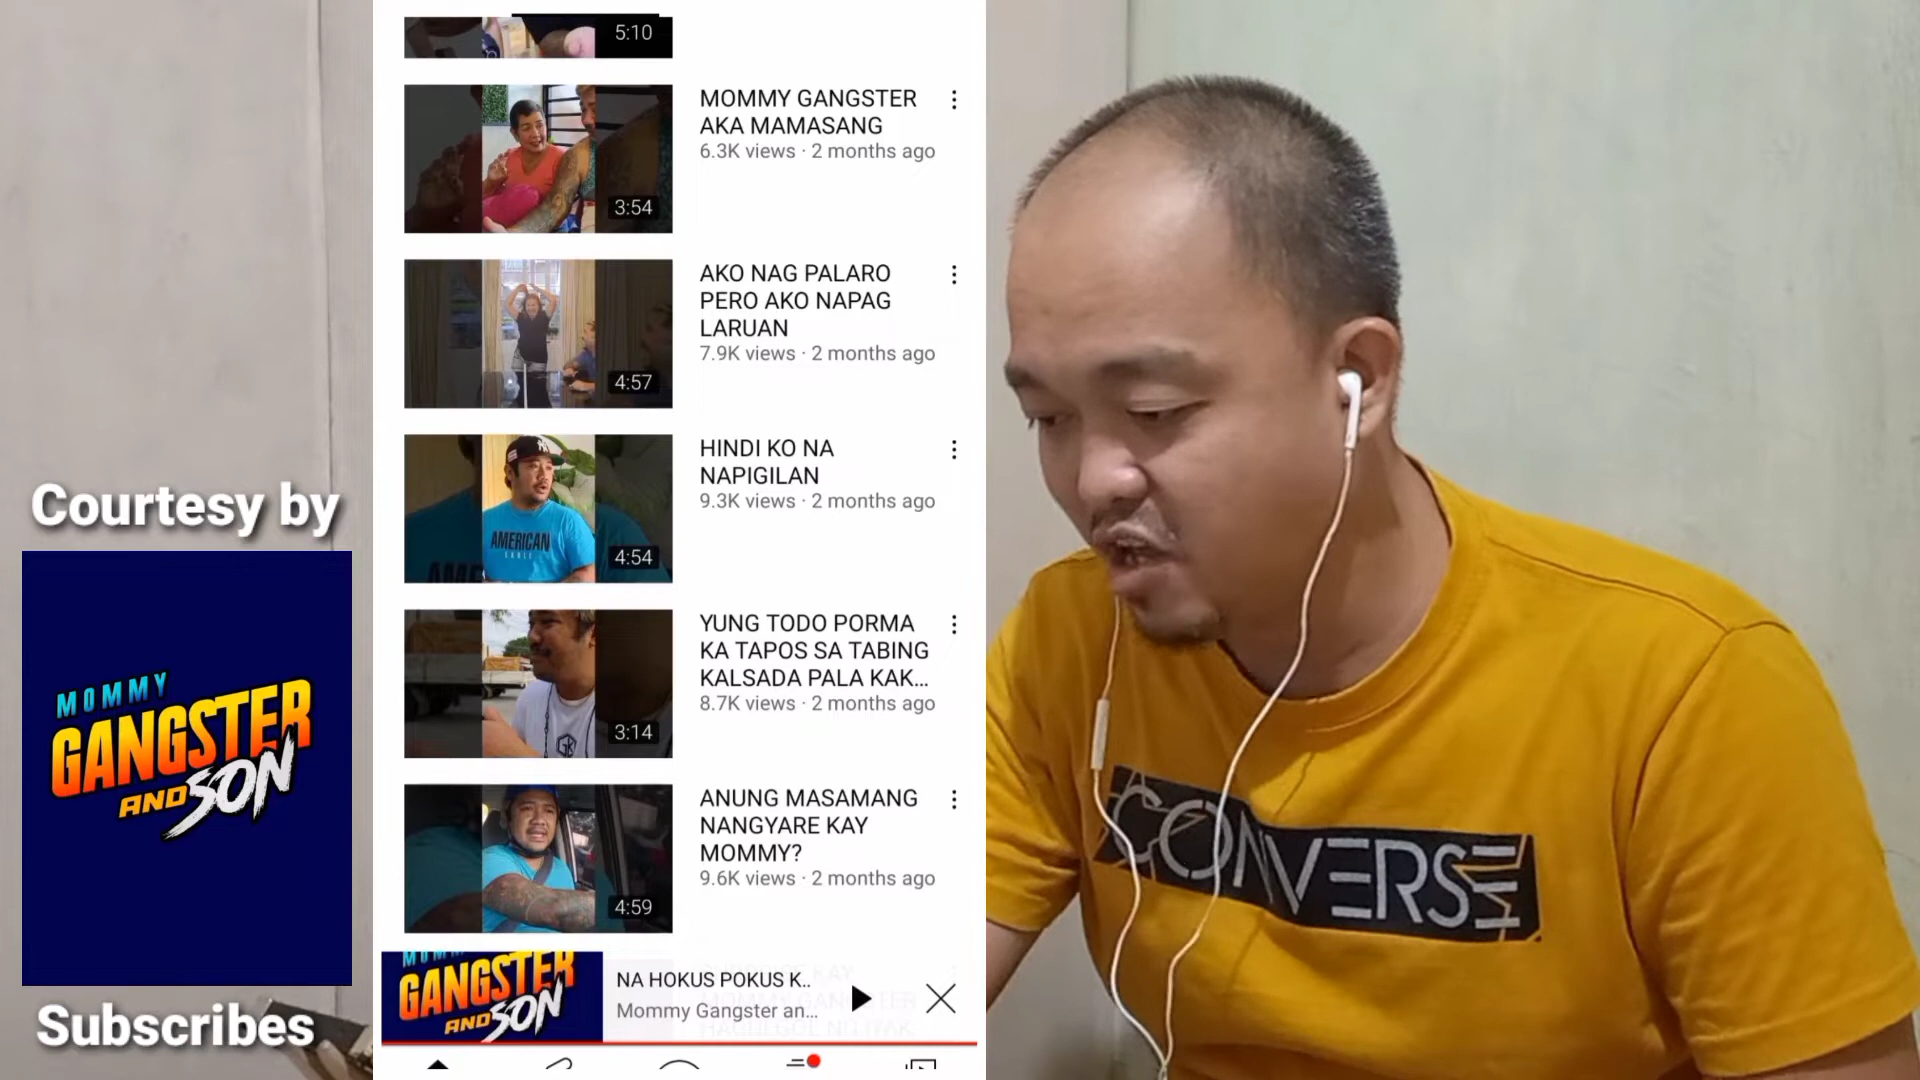 Courtesy by
MOMMY
GANGSTER
AND SON
Subscribes
5:10
MOMMY GANGSTER
AKA MAMASANG
6.3K views · 2 months ago
3:54
AKO NAG PALARO
PERO AKO NAPAG
LARUAN
7.9K views · 2 months ago
4:57
HINDI KO NA
NAPIGILAN
9.3K views · 2 months ago
AMERICAN
4:54
YUNG TODO PORMA
KA TAPOS SA TABING
KALSADA PALA KAK...
8.7K views · 2 months ago
3:14
ANUNG MASAMANG
NANGYARE KAY
MOMMY?
9.6K views · 2 months ago
4:59
MOMMY
GANGSTER
AND SON
NA HOKUS POKUS K..
Mommy Gangster an...
CONVERSE